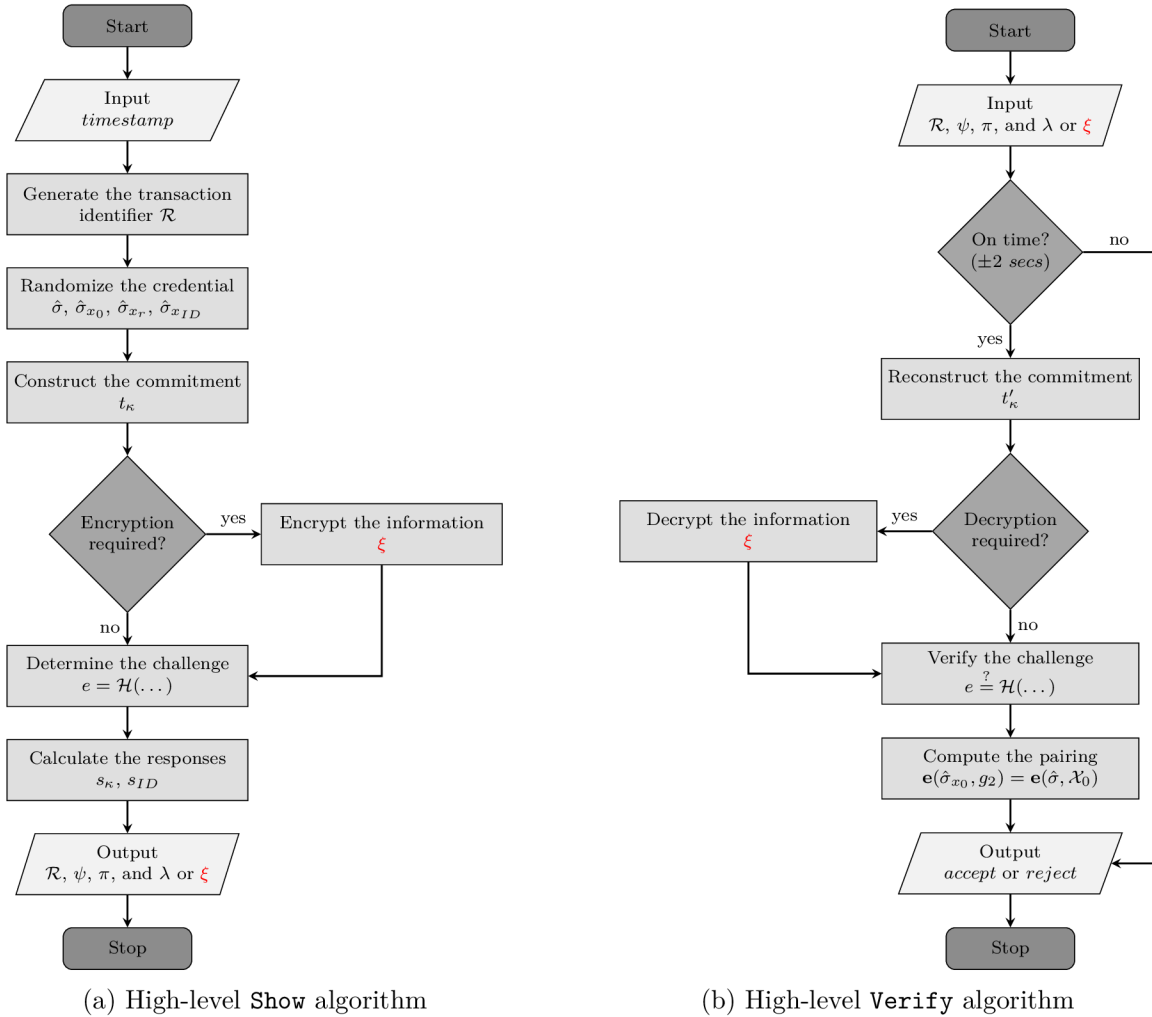 Start
Input
timestamp
Generate the transaction
identifier ℛ
Randomize the credential
σ̂, σ̂_{x_0}, σ̂_{x_r}, σ̂_{x_{ID}}
Construct the commitment
t_κ
Encryption
required?
yes
Encrypt the information
ξ
no
Determine the challenge
e = ℋ(...)
Calculate the responses
s_κ, s_{ID}
Output
ℛ, ψ, π, and λ or ξ
Stop
(a) High-level Show algorithm
Start
Input
ℛ, ψ, π, and λ or ξ
On time?
(±2 secs)
no
yes
Reconstruct the commitment
t′_κ
Decryption
required?
yes
Decrypt the information
ξ
no
Verify the challenge
e ≟ ℋ(...)
Compute the pairing
e(σ̂_{x_0}, g_2) = e(σ̂, 𝒳_0)
Output
accept or reject
Stop
(b) High-level Verify algorithm